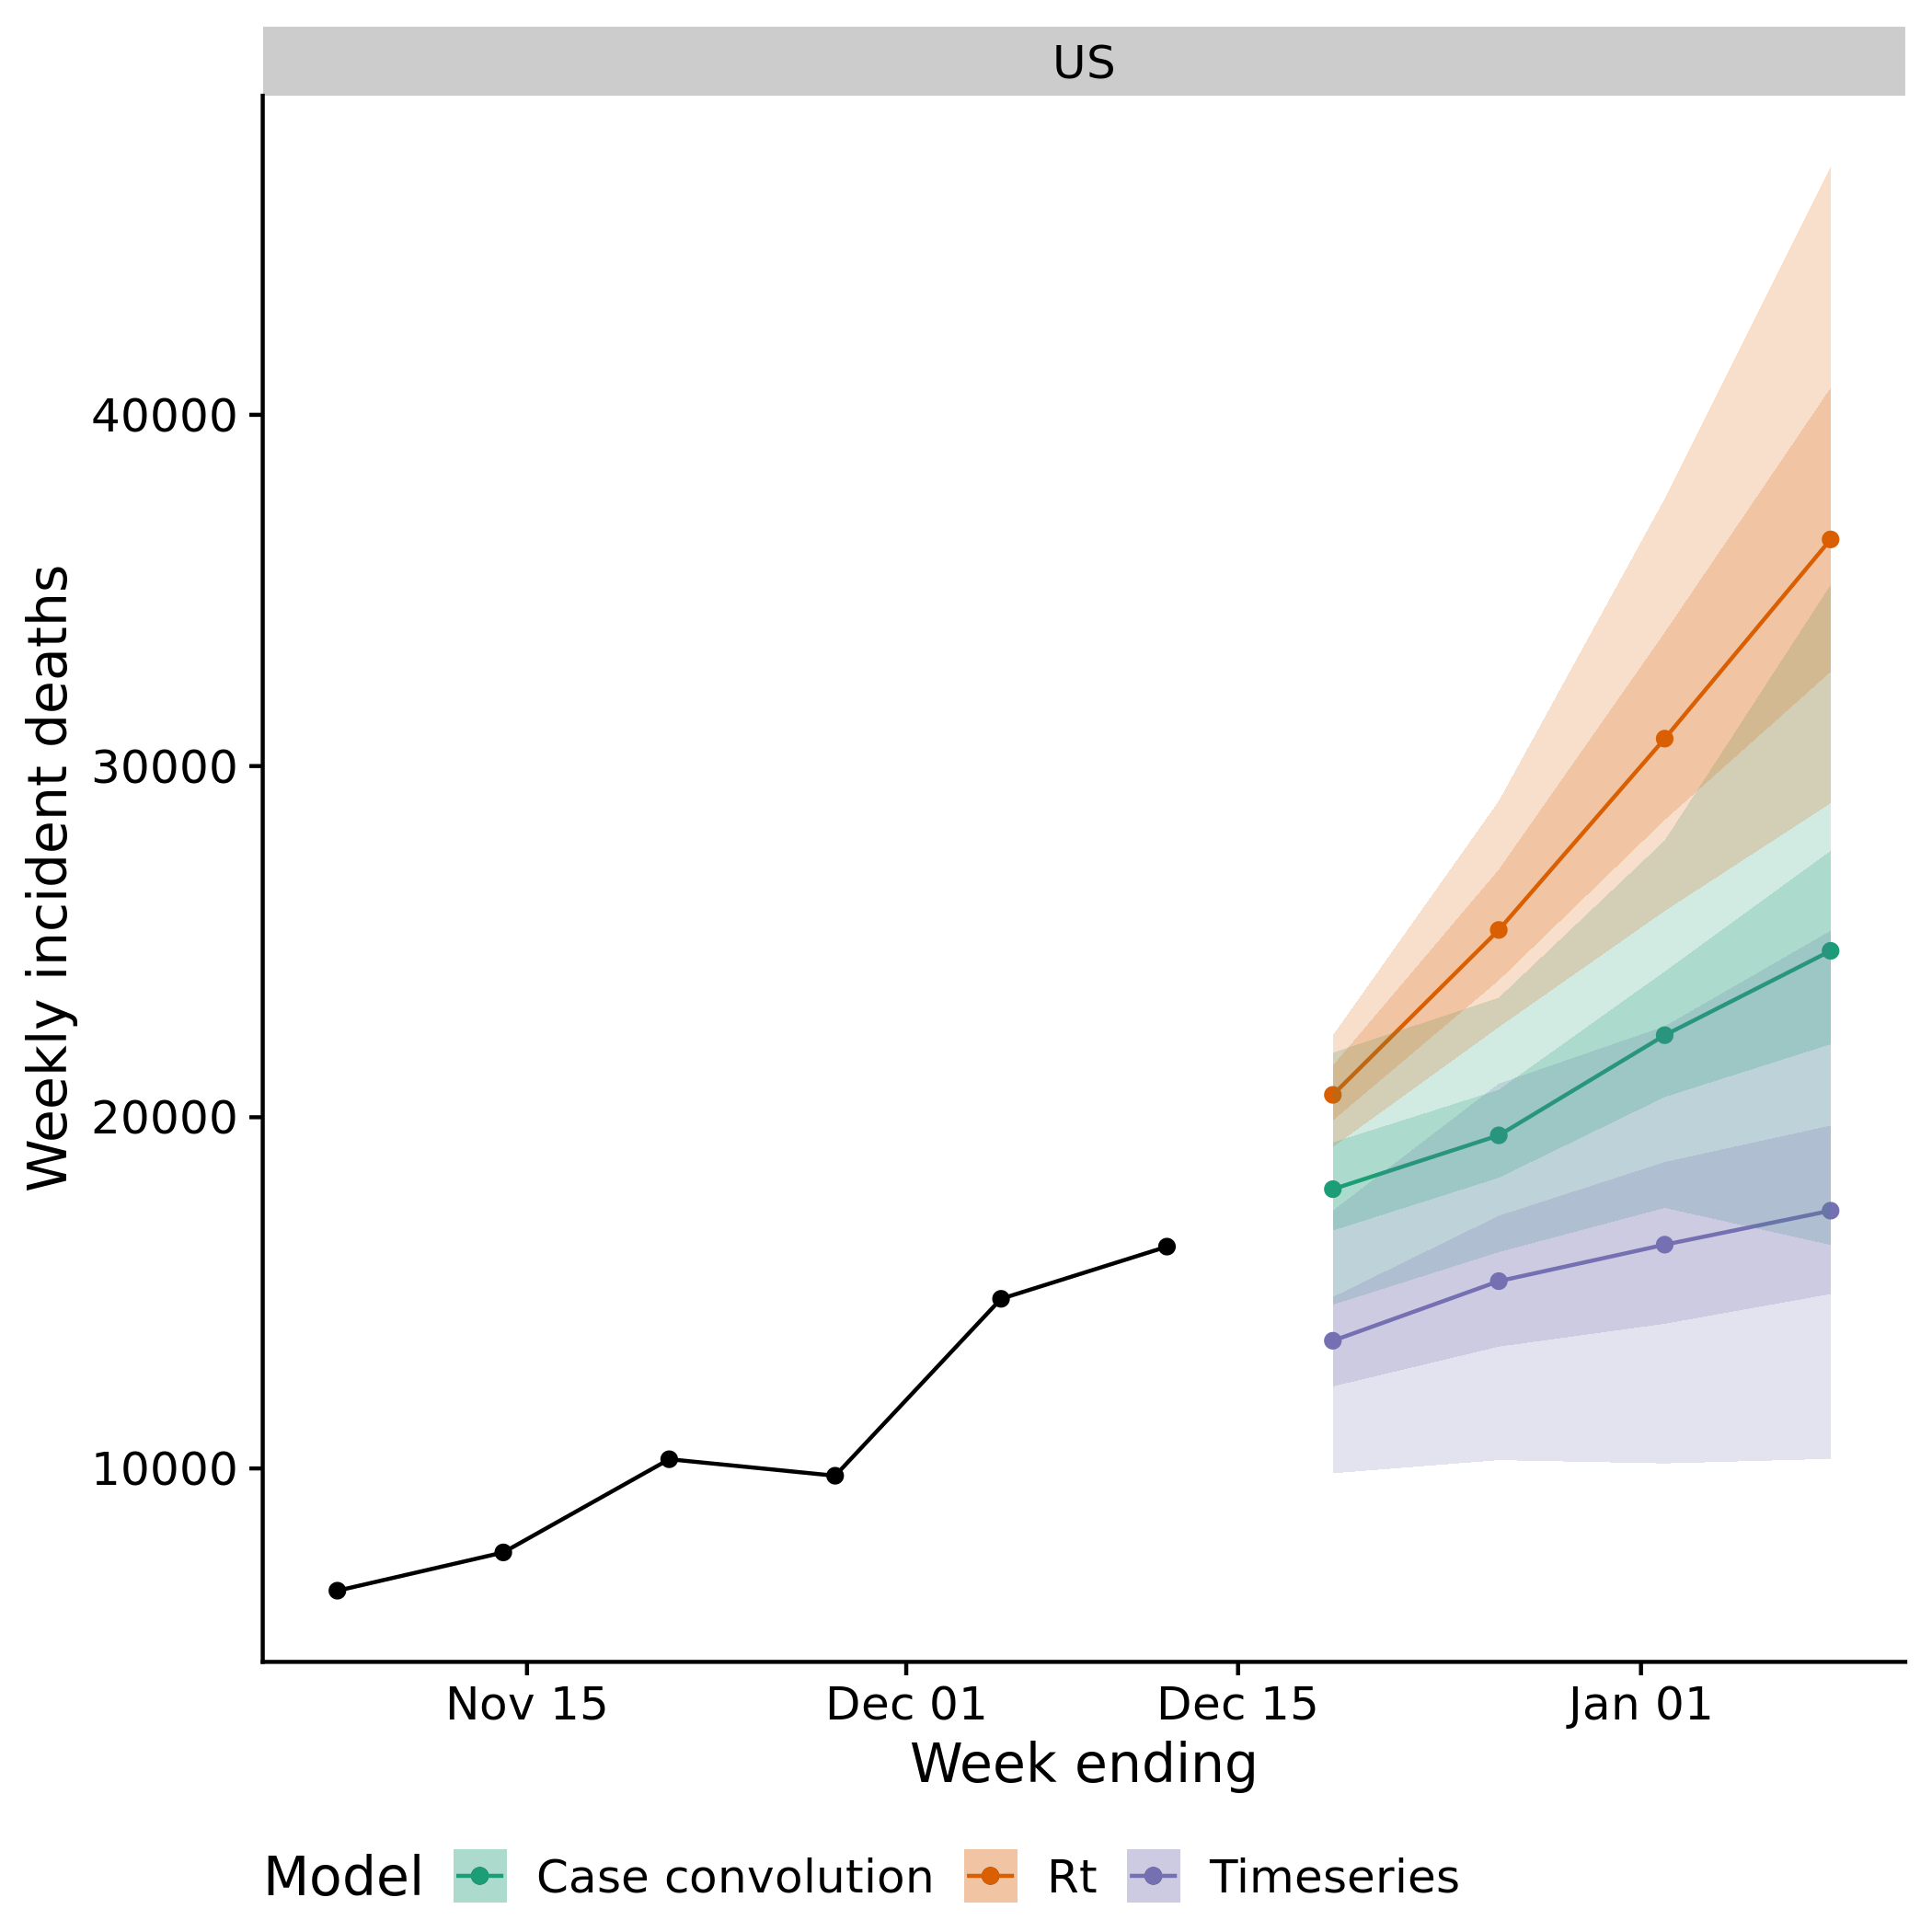 US
Weekly incident deaths
40000
30000
20000
10000
Nov 15
Dec 01
Dec 15
Jan 01
Week ending
Model
Case convolution
Rt
Timeseries